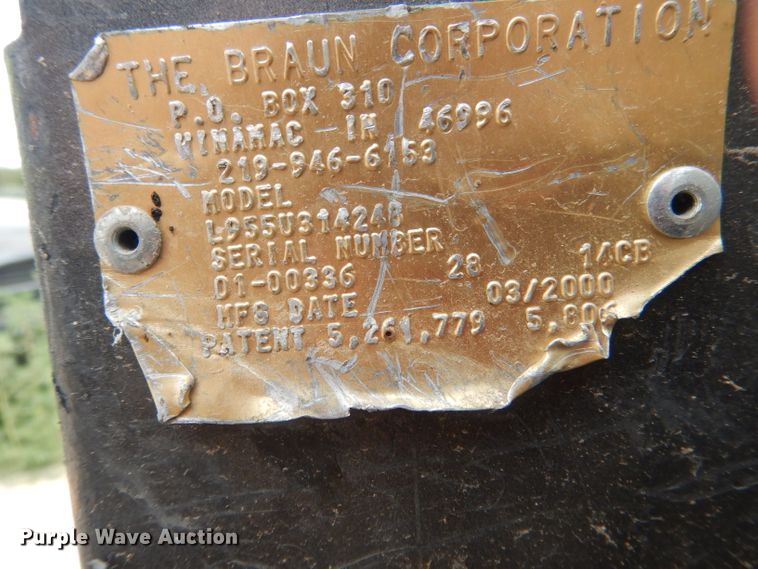 THE BRAUN CORPORATION
P.O. BOX 310
WINAMAC - IN 46996
219-946-6153
MODEL
L955U31424B
SERIAL NUMBER
01-00336 28 14CB
MFG DATE 03/2000
PATENT 5,261,779 5,806
Purple Wave Auction